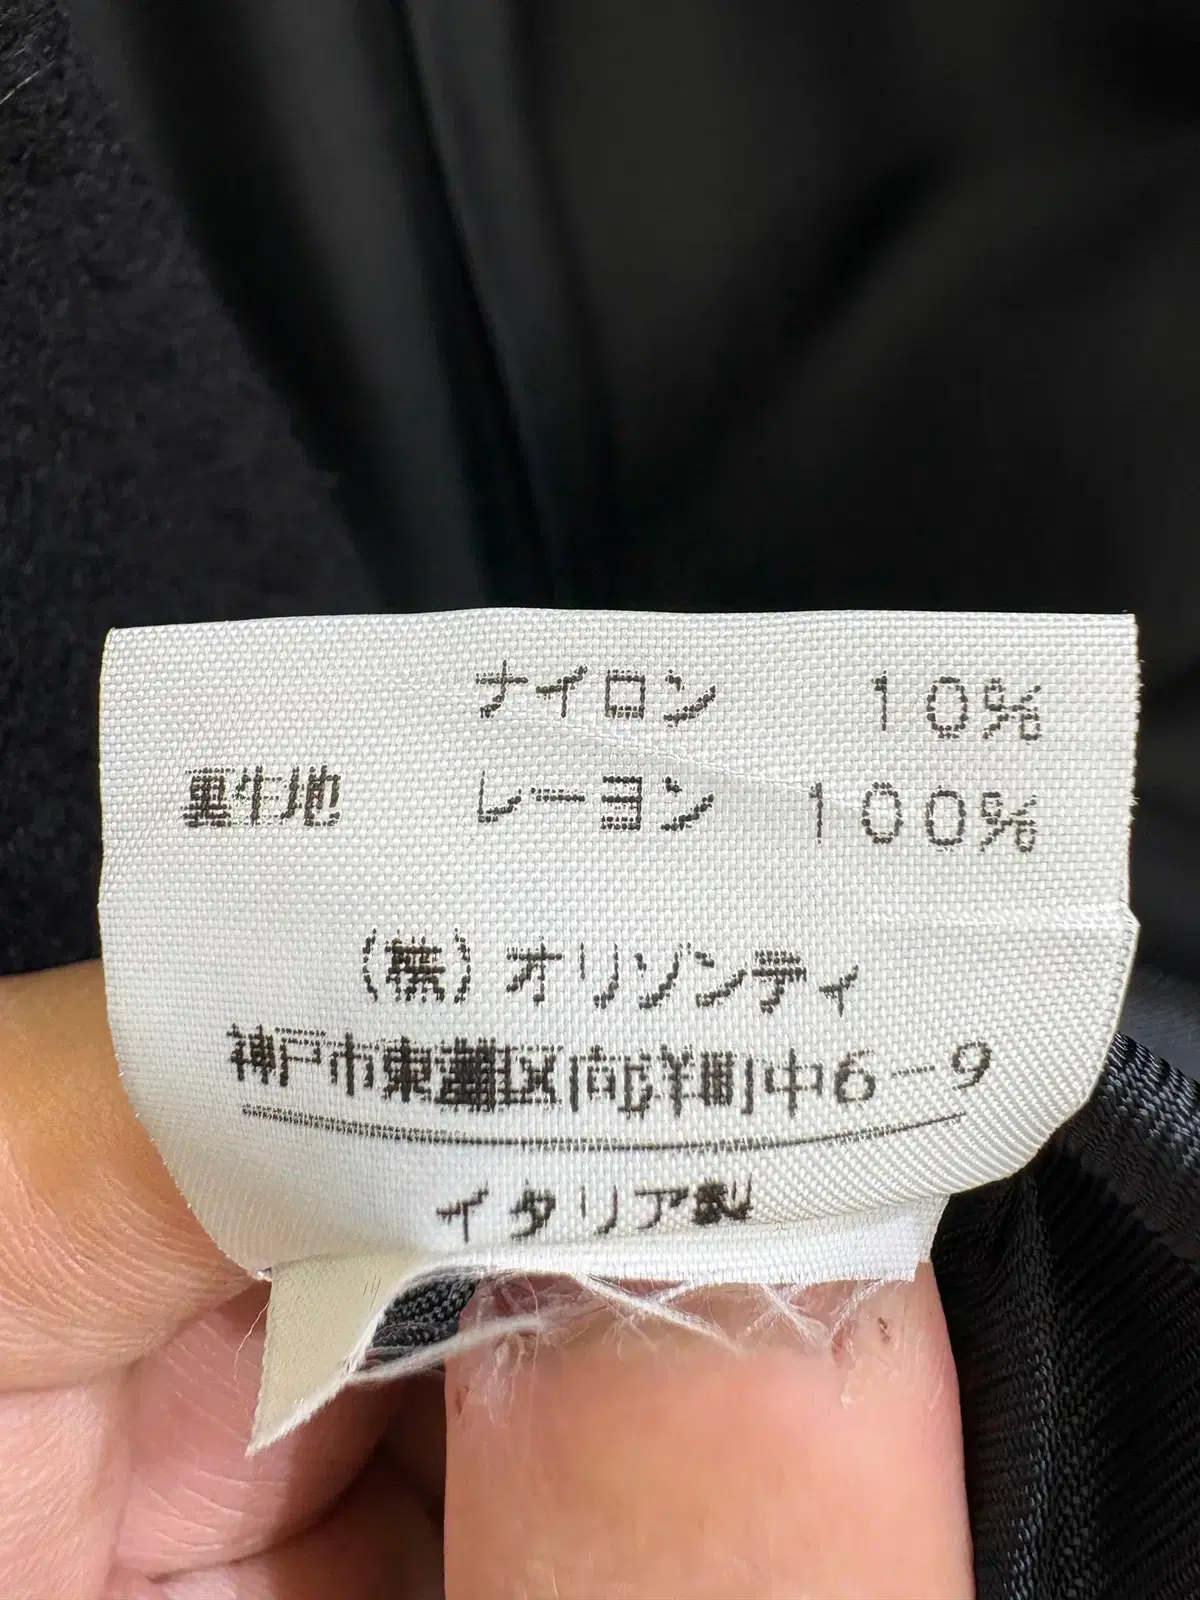 ナイロン 10%
裏生地 レーヨン 100%
(株) オリゾンティ
神戸市東灘区向洋町中6-9
イタリア製